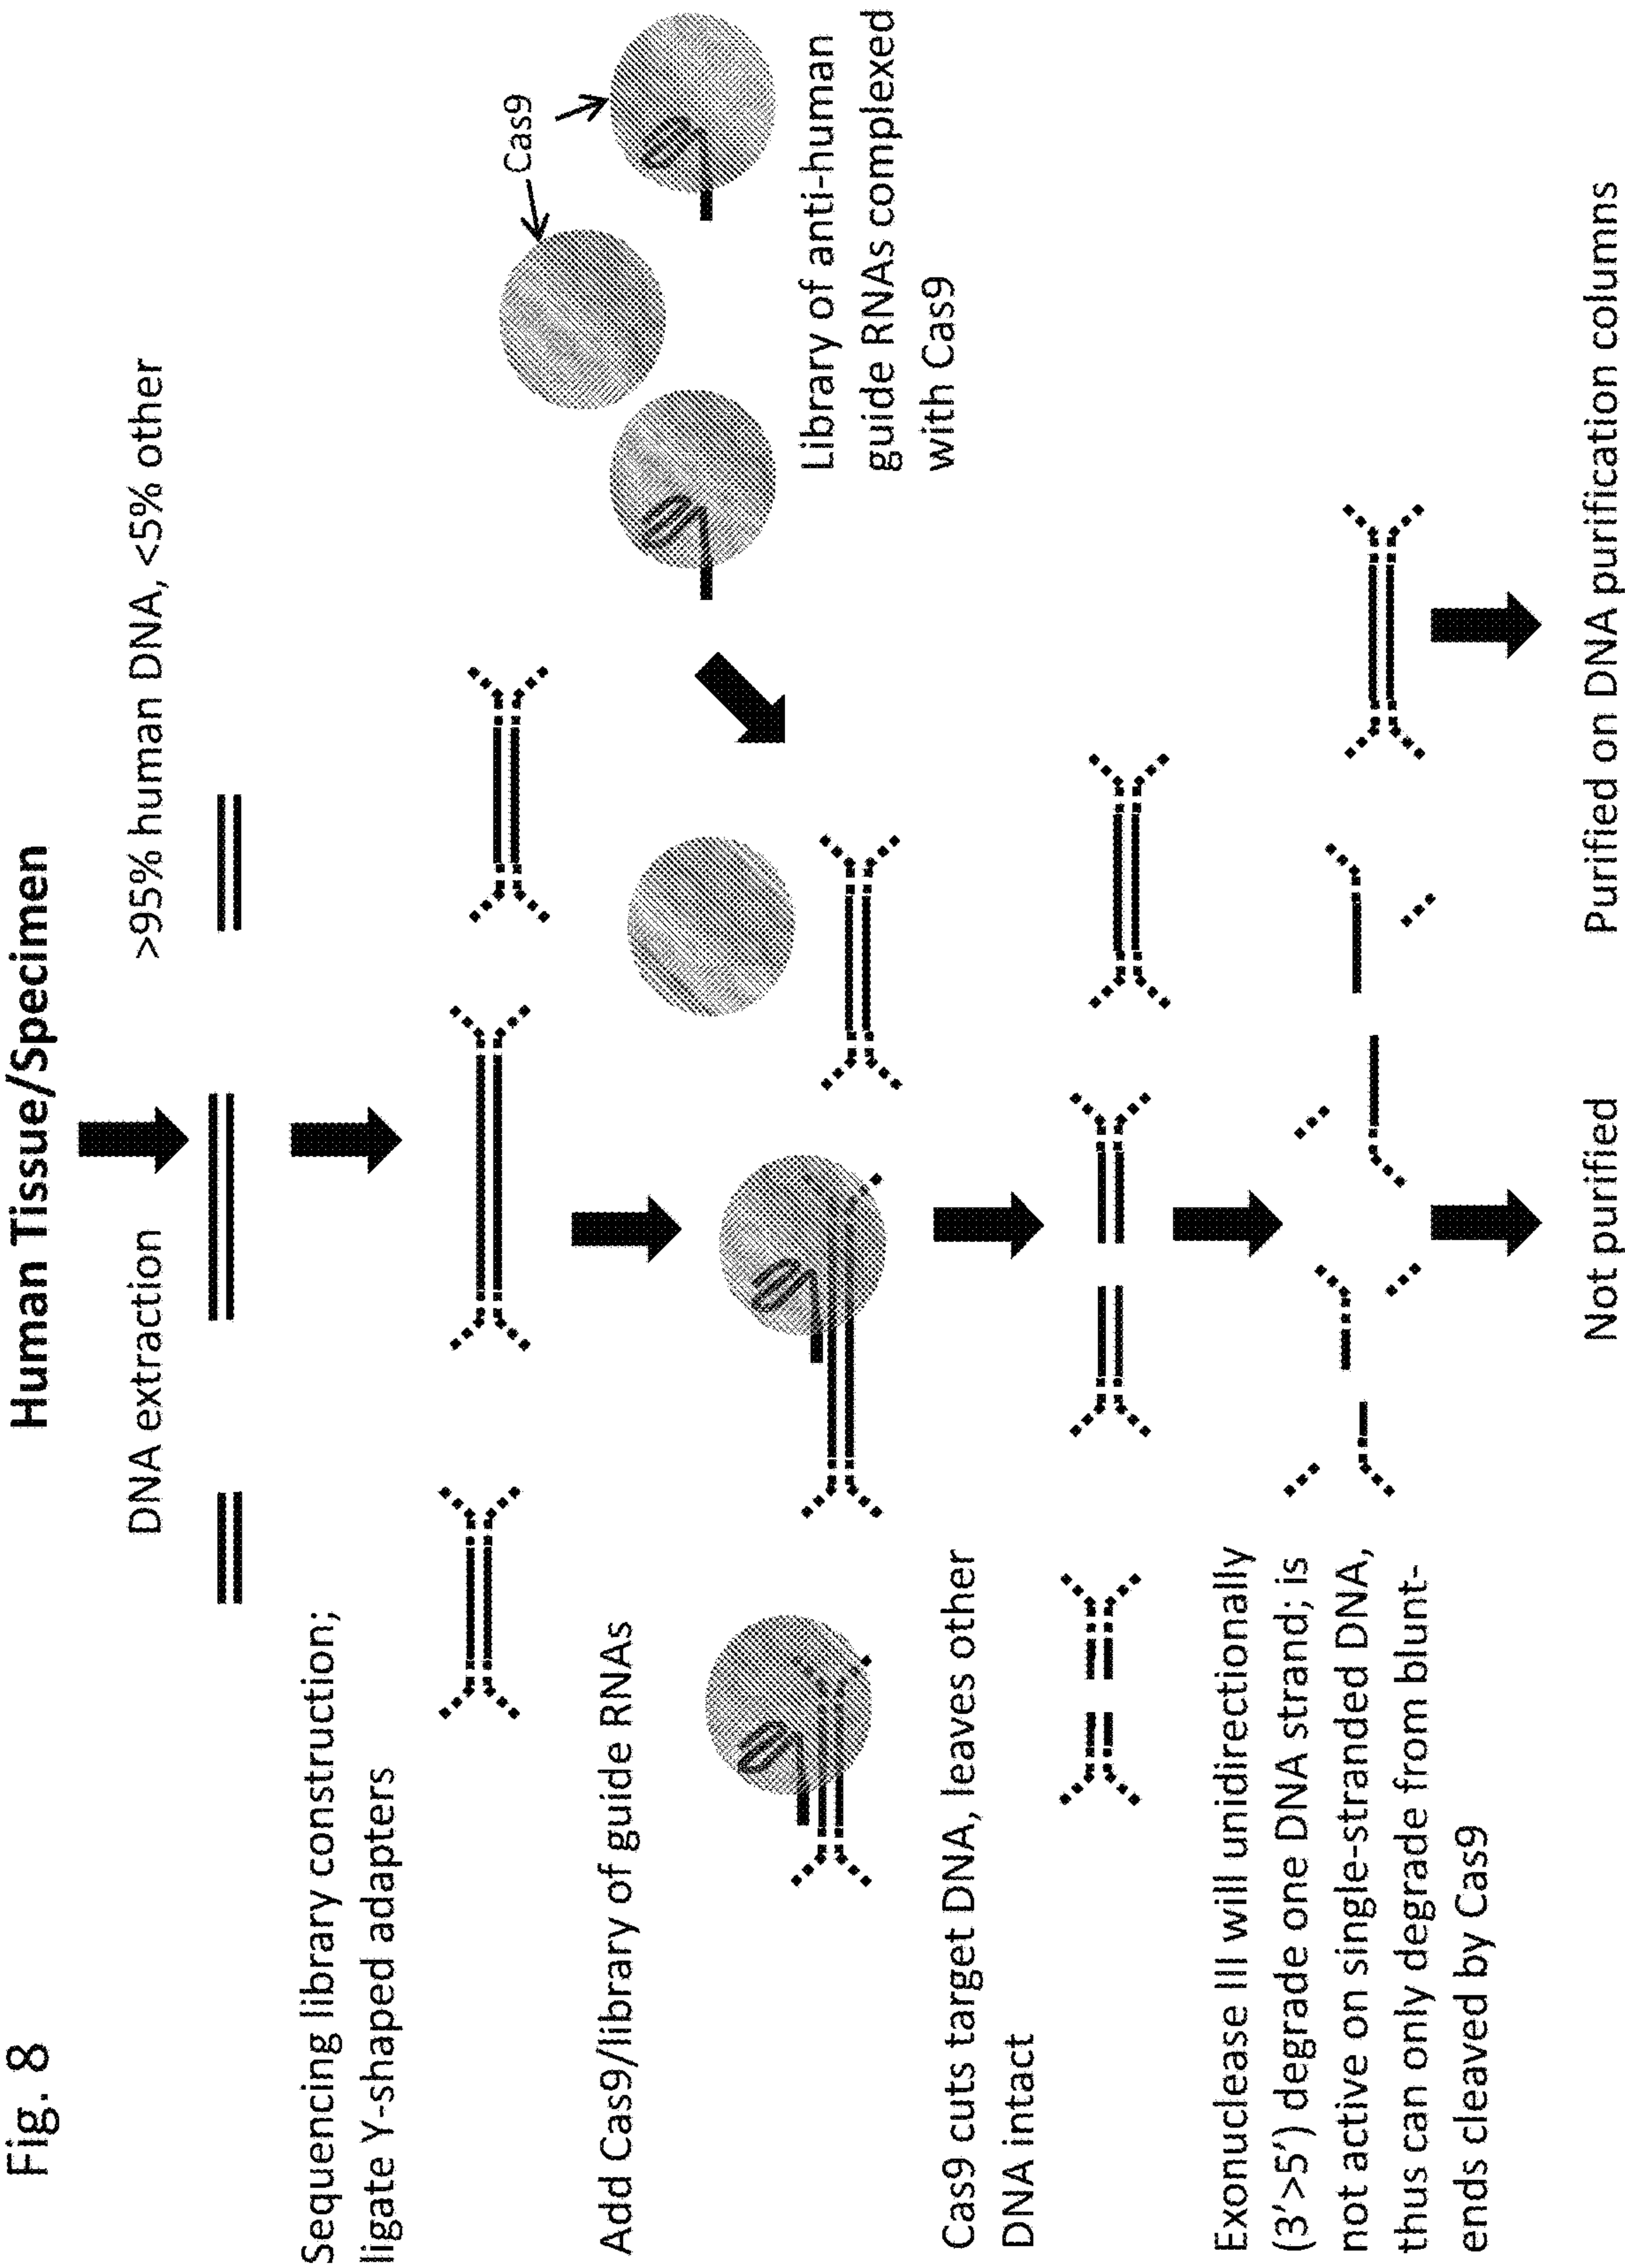 Fig. 8
Human Tissue/Specimen
DNA extraction
>95% human DNA, <5% other
Sequencing library construction;
ligate Y-shaped adapters
Cas9
Add Cas9/library of guide RNAs
Library of anti-human
guide RNAs complexed
with Cas9
Cas9 cuts target DNA, leaves other
DNA intact
Exonuclease III will unidirectionally
(3'>5') degrade one DNA strand; is
not active on single-stranded DNA,
thus can only degrade from blunt-
ends cleaved by Cas9
Not purified
Purified on DNA purification columns